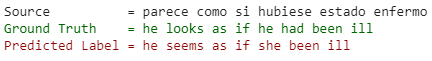 Source = parece como si hubiese estado enfermo
Ground Truth = he looks as if he had been ill
Predicted Label = he seems as if she been ill